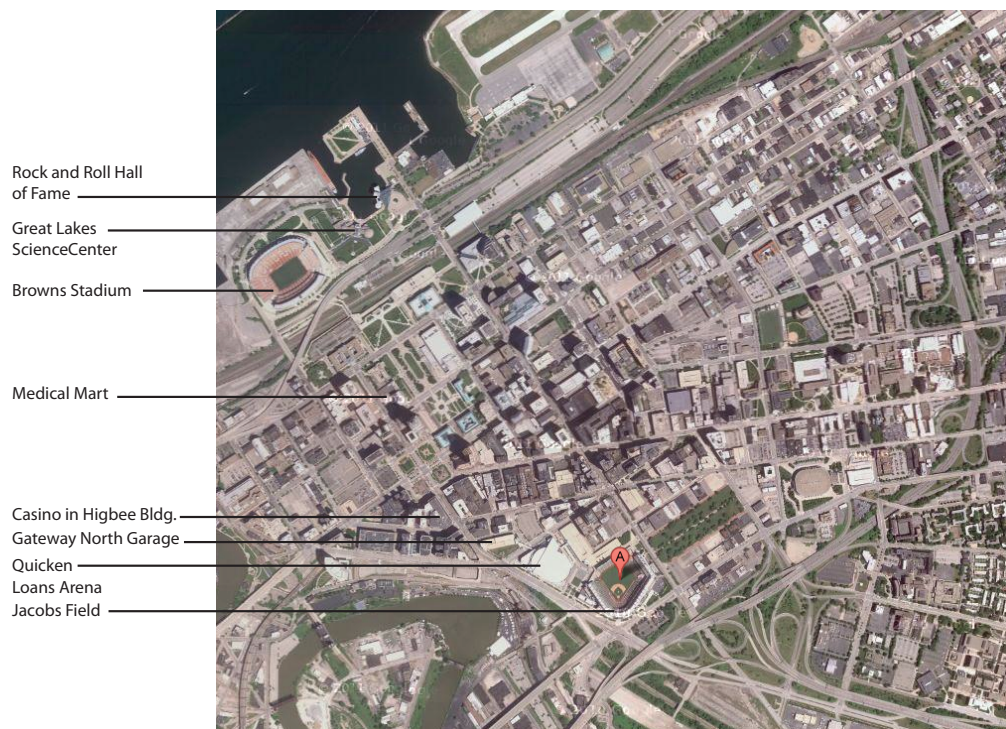 Rock and Roll Hall
of Fame
Great Lakes
ScienceCenter
Browns Stadium
Medical Mart
Casino in Higbee Bldg.
Gateway North Garage
Quicken
Loans Arena
Jacobs Field
A